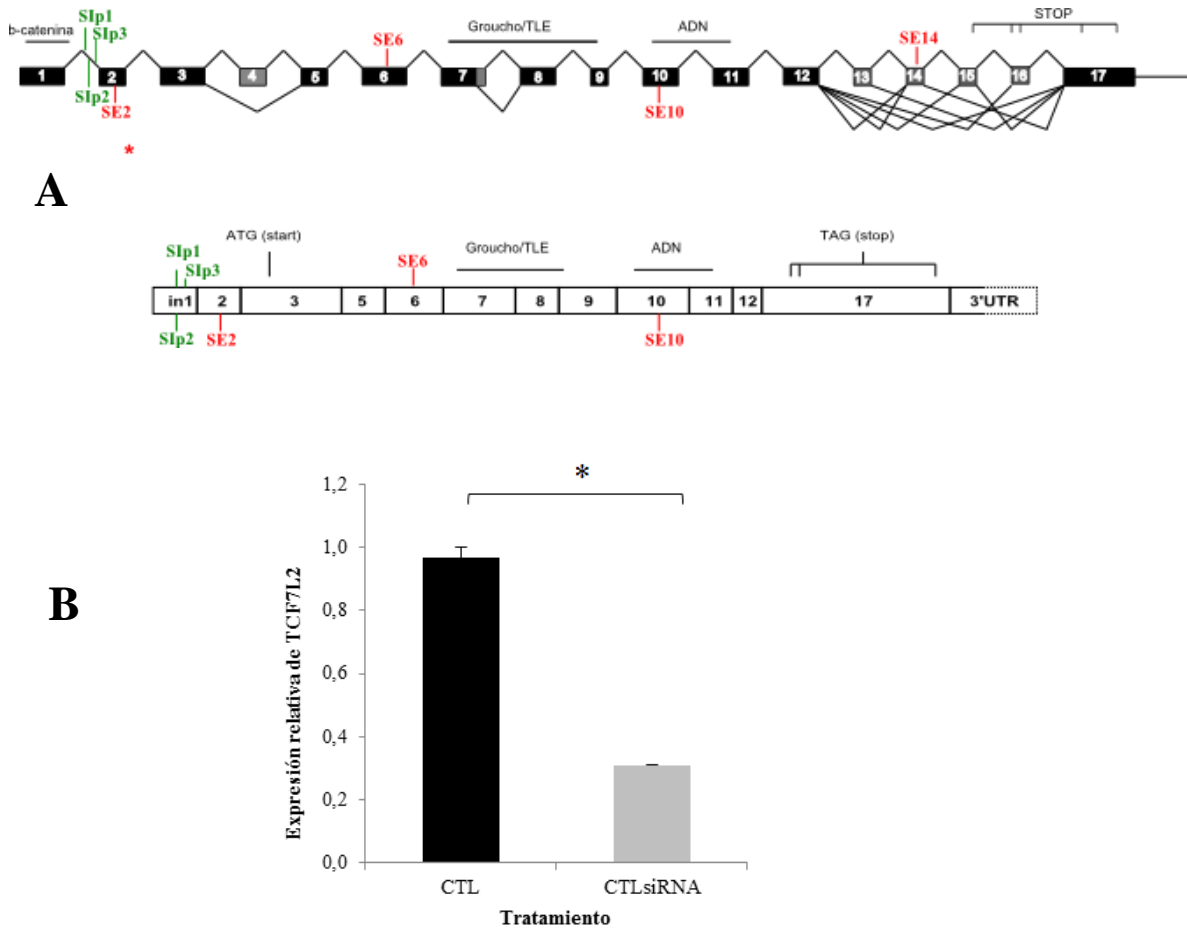 b-catenina
SIp1
SIp3
SIp2
SE2
*
SE6
Groucho/TLE
ADN
SE10
SE14
STOP
1 2 3 4 5 6 7 8 9 10 11 12 13 14 15 16 17
A
SIp1
SIp3
SIp2
SE2
ATG (start)
SE6
Groucho/TLE
ADN
SE10
TAG (stop)
in1 2 3 5 6 7 8 9 10 11 12 17 3'UTR
B
*
Expresión relativa de TCF7L2
1,2
1,0
0,8
0,6
0,4
0,2
0,0
CTL CTLsiRNA
Tratamiento